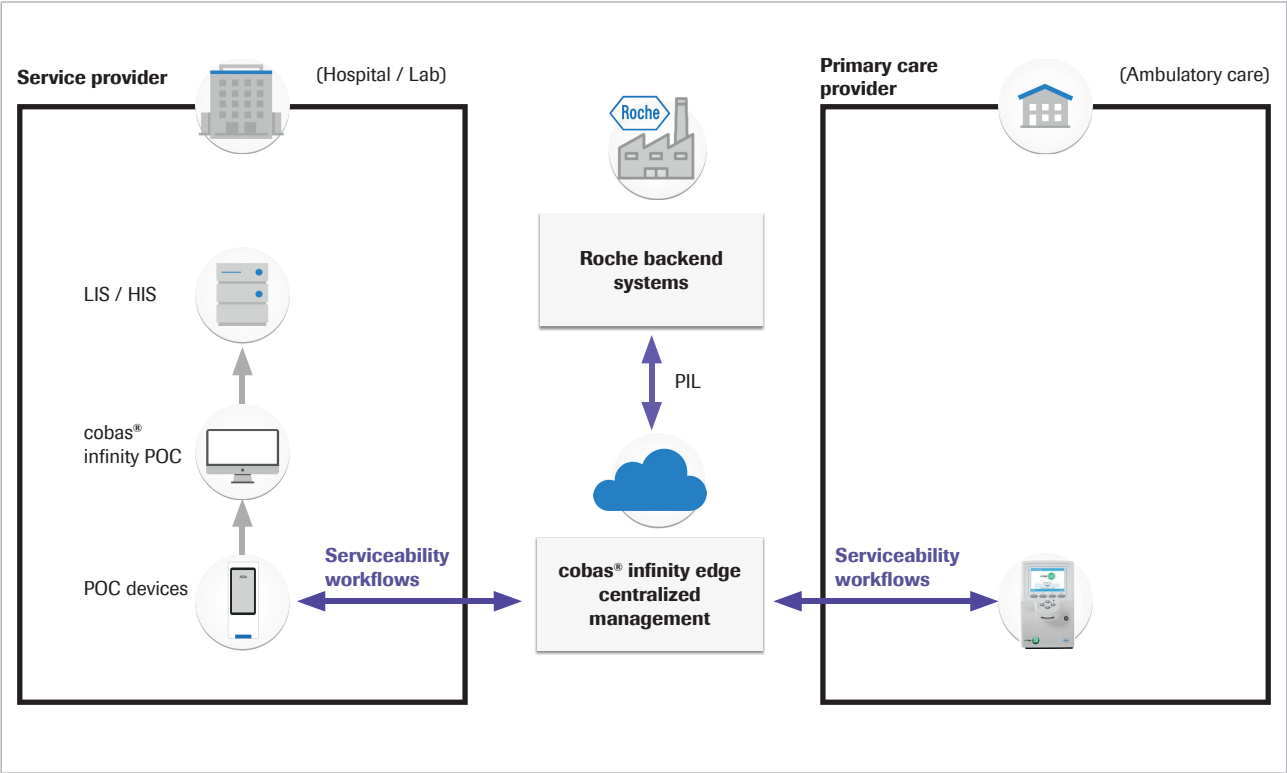 Service provider
(Hospital / Lab)
LIS / HIS
cobas®
infinity POC
POC devices
Serviceability
workflows
Roche
Roche backend
systems
PIL
cobas® infinity edge
centralized
management
Primary care
provider
(Ambulatory care)
Serviceability
workflows